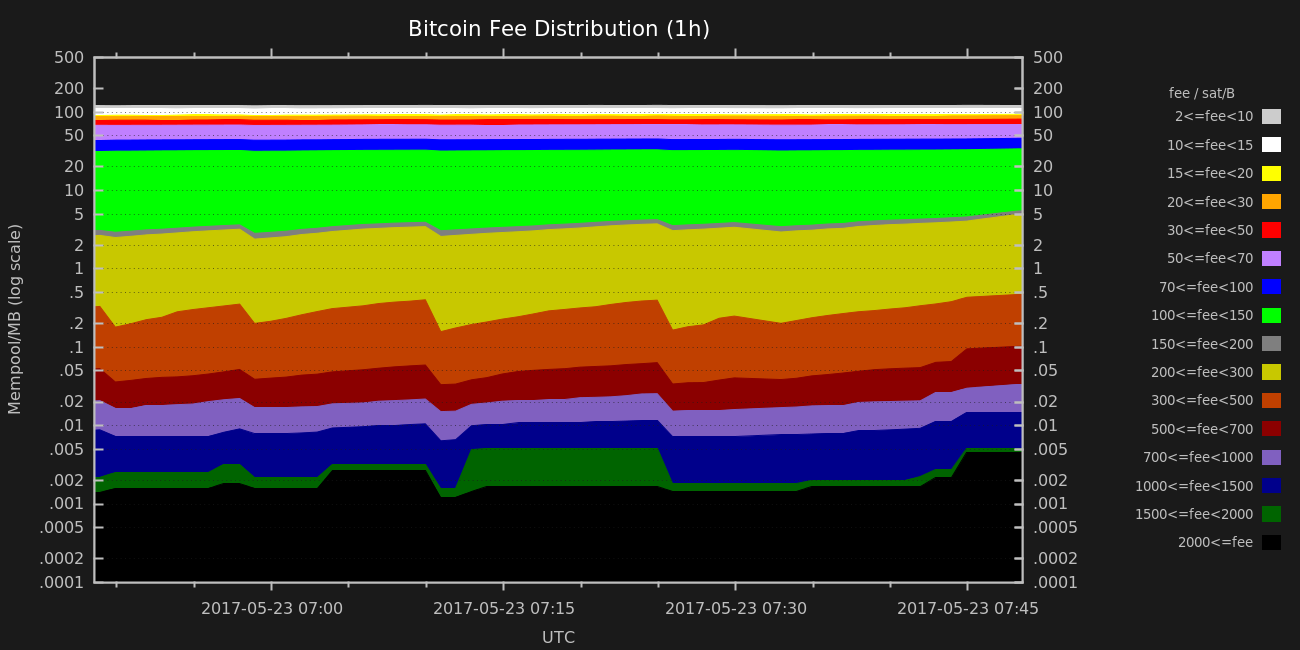 Bitcoin Fee Distribution (1h)
500 500
200 200
100 100
50 50
20 20
10 10
5 5
2 2
1 1
.5 .5
.2 .2
.1 .1
.05 .05
.02 .02
.01 .01
.005 .005
.002 .002
.001 .001
.0005 .0005
.0002 .0002
.0001 .0001
Mempool/MB (log scale)
2017-05-23 07:00 2017-05-23 07:15 2017-05-23 07:30 2017-05-23 07:45
UTC
fee / sat/B
2<=fee<10
10<=fee<15
15<=fee<20
20<=fee<30
30<=fee<50
50<=fee<70
70<=fee<100
100<=fee<150
150<=fee<200
200<=fee<300
300<=fee<500
500<=fee<700
700<=fee<1000
1000<=fee<1500
1500<=fee<2000
2000<=fee